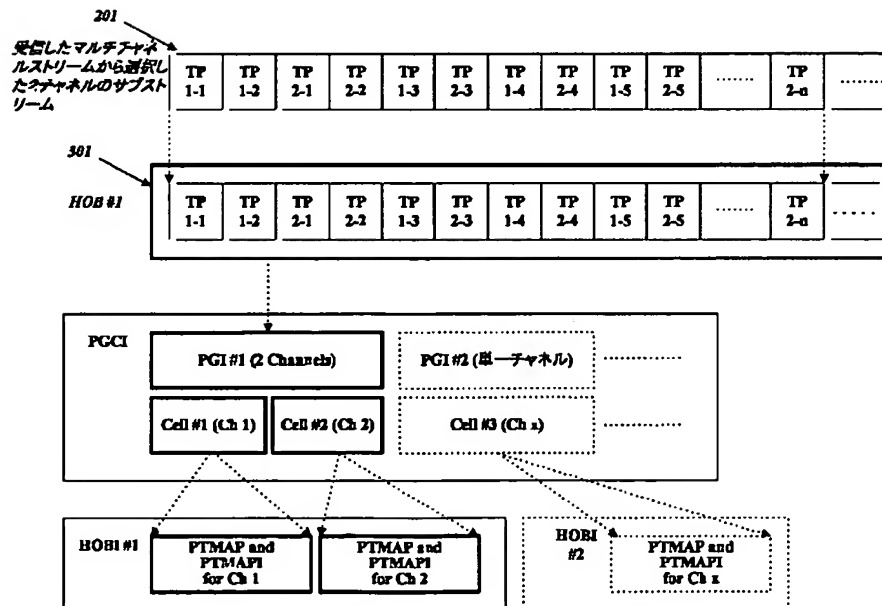 201
受信したマルチチャネ
ルストリームから選択し
た2チャネルのサブスト
リーム
TP 1-1 TP 1-2 TP 2-1 TP 2-2 TP 1-3 TP 2-3 TP 1-4 TP 2-4 TP 1-5 TP 2-5 ...... TP 2-n ......
301
HOB #1
TP 1-1 TP 1-2 TP 2-1 TP 2-2 TP 1-3 TP 2-3 TP 1-4 TP 2-4 TP 1-5 TP 2-5 ...... TP 2-n ......
PGCI
PGI #1 (2 Channels)
PGI #2 (単一チャネル)
Cell #1 (Ch 1)
Cell #2 (Ch 2)
Cell #3 (Ch x)
HOBI #1
PTMAP and
PTMAPI
for Ch 1
PTMAP and
PTMAPI
for Ch 2
HOBI
#2
PTMAP and
PTMAPI
for Ch x